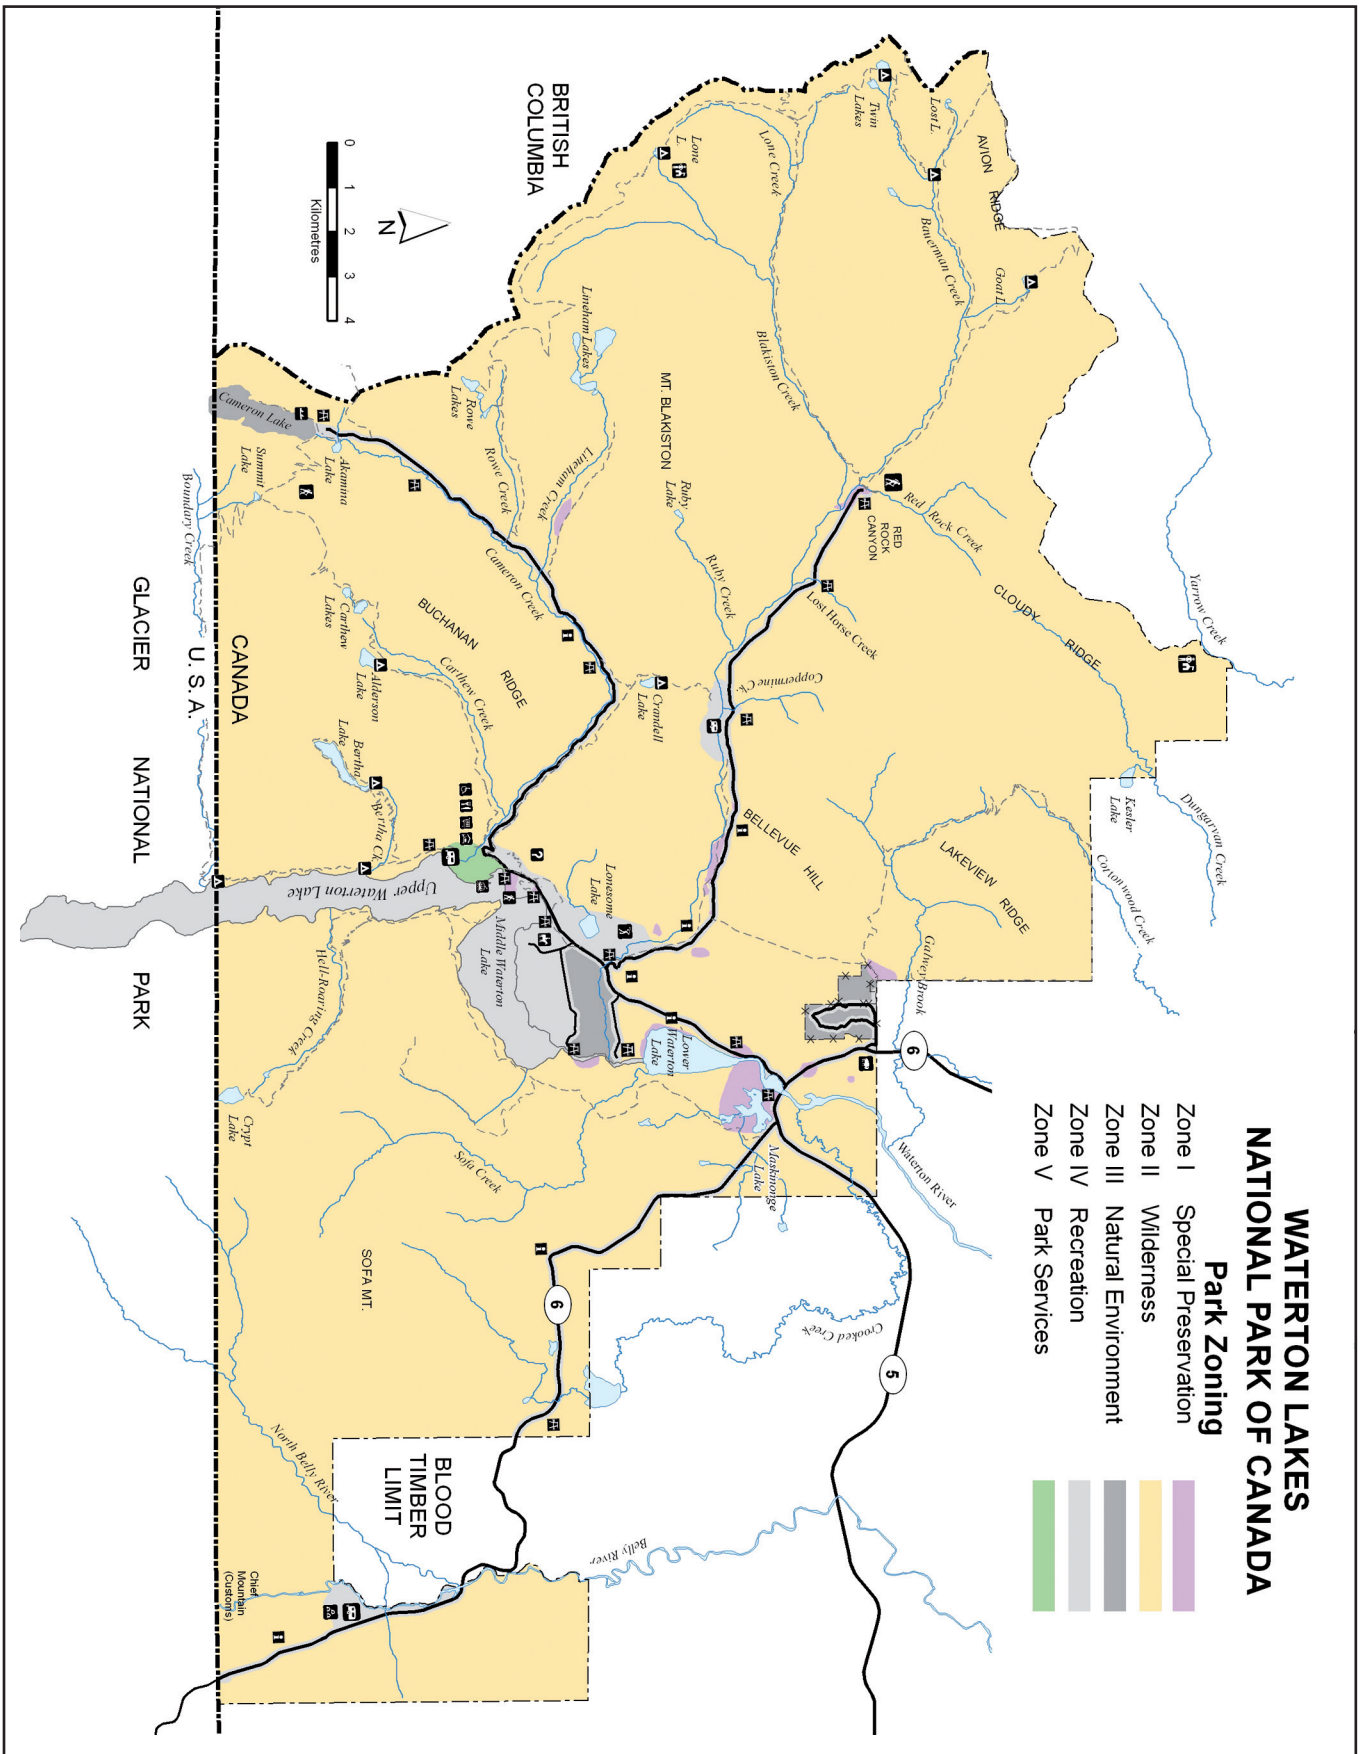 WATERTON LAKES
NATIONAL PARK OF CANADA
Park Zoning
Zone I Special Preservation
Zone II Wilderness
Zone III Natural Environment
Zone IV Recreation
Zone V Park Services
BRITISH
COLUMBIA
0 1 2 3 4
Kilometres
N
Twin
Lakes
Lost L.
AVION
RIDGE
Lone
L.
Lone Creek
Bauerman Creek
Goat L.
Yarrow Creek
Blakiston Creek
Lineham Lakes
MT. BLAKISTON
Rowe
Lakes
Rowe Creek
Lineham Creek
Ruby
Lake
Ruby Creek
Red Rock Creek
RED
ROCK
CANYON
Lost Horse Creek
CLOUDY
RIDGE
Cameron Lake
Akamina
Lake
Summit
Lake
Boundary Creek
Cameron Creek
BUCHANAN
RIDGE
Carthew
Lakes
Carthew Creek
Alderson
Lake
Crandell
Lake
Coppermine Ck.
Kesler
Lake
Dungarvan Creek
Cottonwood Creek
LAKEVIEW
RIDGE
BELLEVUE
HILL
Bertha
Lake
Bertha Ck.
Lonesome
Lake
Galwey Brook
Upper Waterton Lake
Middle Waterton
Lake
Lower
Waterton
Lake
Hell-Roaring Creek
Crypt
Lake
Maskinonge
Lake
Waterton River
6
Sofa Creek
SOFA MT.
6
Crooked Creek
5
North Belly River
BLOOD
TIMBER
LIMIT
Belly River
Chief
Mountain
(Customs)
CANADA
U. S. A.
GLACIER NATIONAL PARK
?